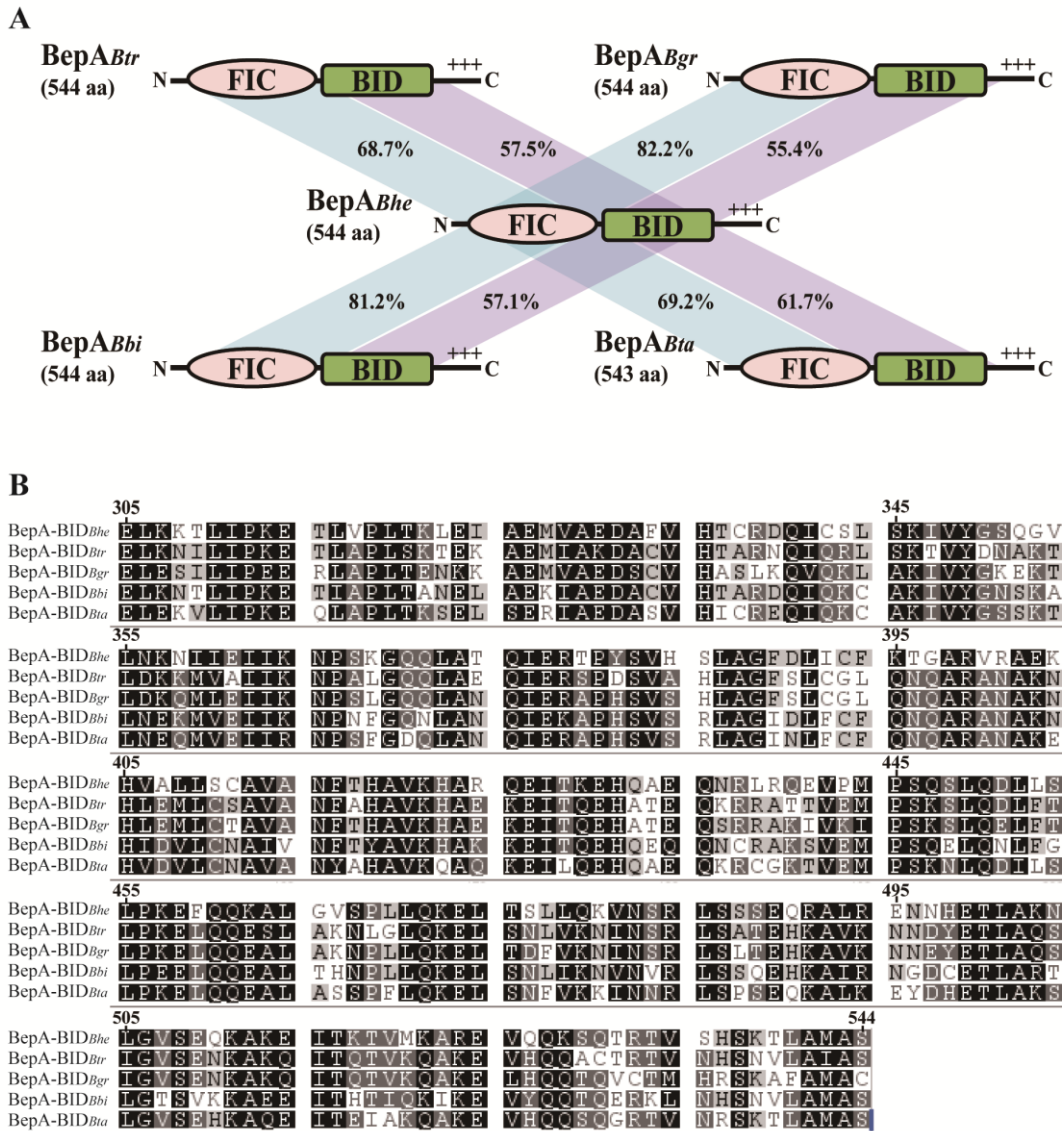 A
BepABtr
(544 aa)
N FIC BID +++ C
BepABgr
(544 aa)
N FIC BID +++ C
68.7% 57.5% 82.2% 55.4%
BepABhe
(544 aa)
N FIC BID +++ C
81.2% 57.1% 69.2% 61.7%
BepABbi
(544 aa)
N FIC BID +++ C
BepABta
(543 aa)
N FIC BID +++ C
B
305 345
BepA-BIDBhe ELKKTLIPKE TLVPLTKLEI AEMVAEDAFV HTCRDQICSL SKIVYGSQGV
BepA-BIDBtr ELKNILIPKE TLAPLSKTEK AEMIAKDACV HTARNQIQRL SKTVYDNAKT
BepA-BIDBgr ELESILIPEE RLAPLTENKK AEMVAEDSCV HASLKQVQKL AKIVYGKEKT
BepA-BIDBbi ELKNTLIPKE TIAPLTANEL AEKIAEDSCV HTARDQIQKL AKIVYGNSKA
BepA-BIDBta ELEKVLIPKE QLAPLTKSEL SERIAEDASV HICREQIQKC AKIVYGSSKT
355 395
BepA-BIDBhe LNKNIIEIIK NPSKGQQLAT QIERTPYSVH SLAGFDLICF KTGARVRAEK
BepA-BIDBtr LDKKMVAIIK NPALGQQLAE QIERSPDSVA HLAGFSLCGL QNQARANAKN
BepA-BIDBgr LDKQMLEIIK NPSLGQQLAN QIERAPHSVS HLAGFSLCGL QNQARANAKN
BepA-BIDBbi LNEKMVEIIK NPNFGQNLAN QIEKAPHSVS RLAGIDLFCF QNQARANAKN
BepA-BIDBta LNEQMVEIIR NPSFGDQLAN QIERAPHSVS RLAGINLFCF QNQARANAKE
405 445
BepA-BIDBhe HVALLSCAVA NFTHAVKHAR QEITKEHQAE QNRLRQEVPM PSQSLQDLLS
BepA-BIDBtr HLEMLCSAVA NFAHAVKHAE KEITQEHATE QKRRATTVEM PSKSLQDLLS
BepA-BIDBgr HLEMLCTAVA NFTHAVKHAE KEITQEHATE QSRRAKIVKI PSKSLQELFT
BepA-BIDBbi HIDVLCNAIV NFTYAVKHAK KEITQEHQEQ QNCRAKSVEM PSQELQNLFG
BepA-BIDBta HVDVLCNAVA NYAHAVKQAQ KEILQEHQAE QKRCGKTVEM PSKNLQDILS
455 495
BepA-BIDBhe LPKEFQQKAL GVSPLLQKEL TSLLQKVNSR LSSSEQRALR ENNHETLAKN
BepA-BIDBtr LPKELQQESL AKNLGLQKEL SNLVKNINSR LSATEHKAVK NNDYETLAQS
BepA-BIDBgr LPKELQQEAL AKNPLLQKEL TDFVKNINSR LSLTEHKAVK NNEYETLAQS
BepA-BIDBbi LPEELQQEAL THNPLLQKEL SNLIKNVNVR LSSQEHKAIR NGDCETLART
BepA-BIDBta LPKELQQEAL ASSPFLQKEL SNFVKKINNR LSPSEQKALK EYDHETLAKS
505 544
BepA-BIDBhe LGVSEQKAKE ITKTVMKARE VQQKSQTRTV SHSKTLAMAS
BepA-BIDBtr IGVSENKAKQ ITQTVKQAKE VHQQACTRTV NHSNVLAIAS
BepA-BIDBgr IGVSENKAKQ ITQTVKQAKE LHQQTQVCTM HRSKAFAMAC
BepA-BIDBbi LGTSVKKAEE ITHTIQKIKE VYQQTQERKL NHSNVLAMAS
BepA-BIDBta LGVSEHKAQE ITEIAKQAKE VHQQSQGRTV NRSKTLAMAS